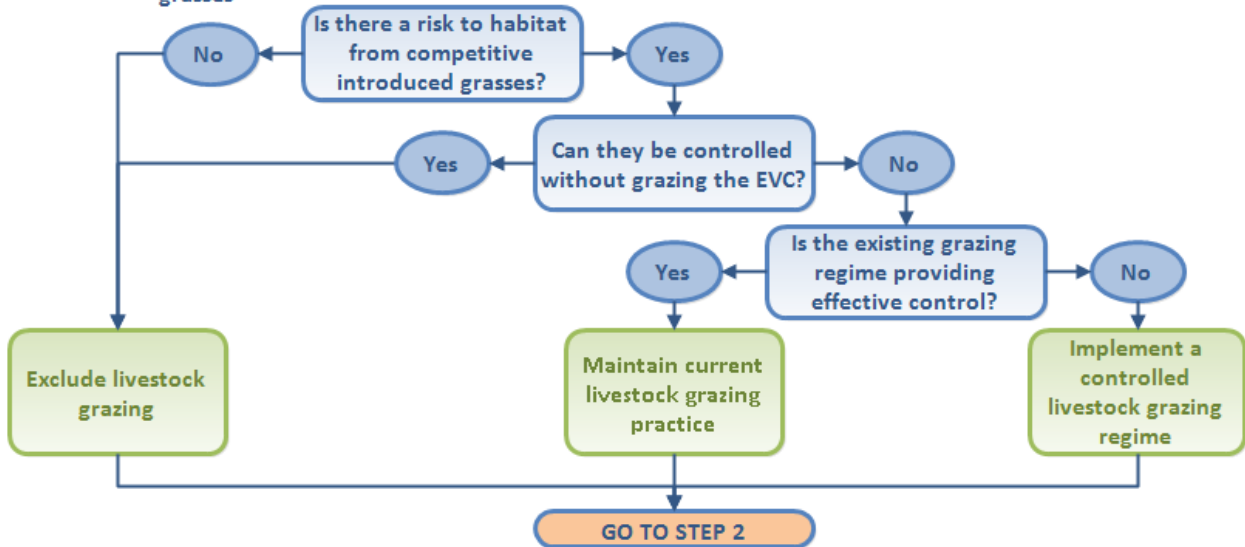 grasses
Is there a risk to habitat
from competitive
introduced grasses?
No
Yes
Can they be controlled
without grazing the EVC?
Yes
No
Is the existing grazing
regime providing
effective control?
Yes
No
Exclude livestock
grazing
Maintain current
livestock grazing
practice
Implement a
controlled
livestock grazing
regime
GO TO STEP 2